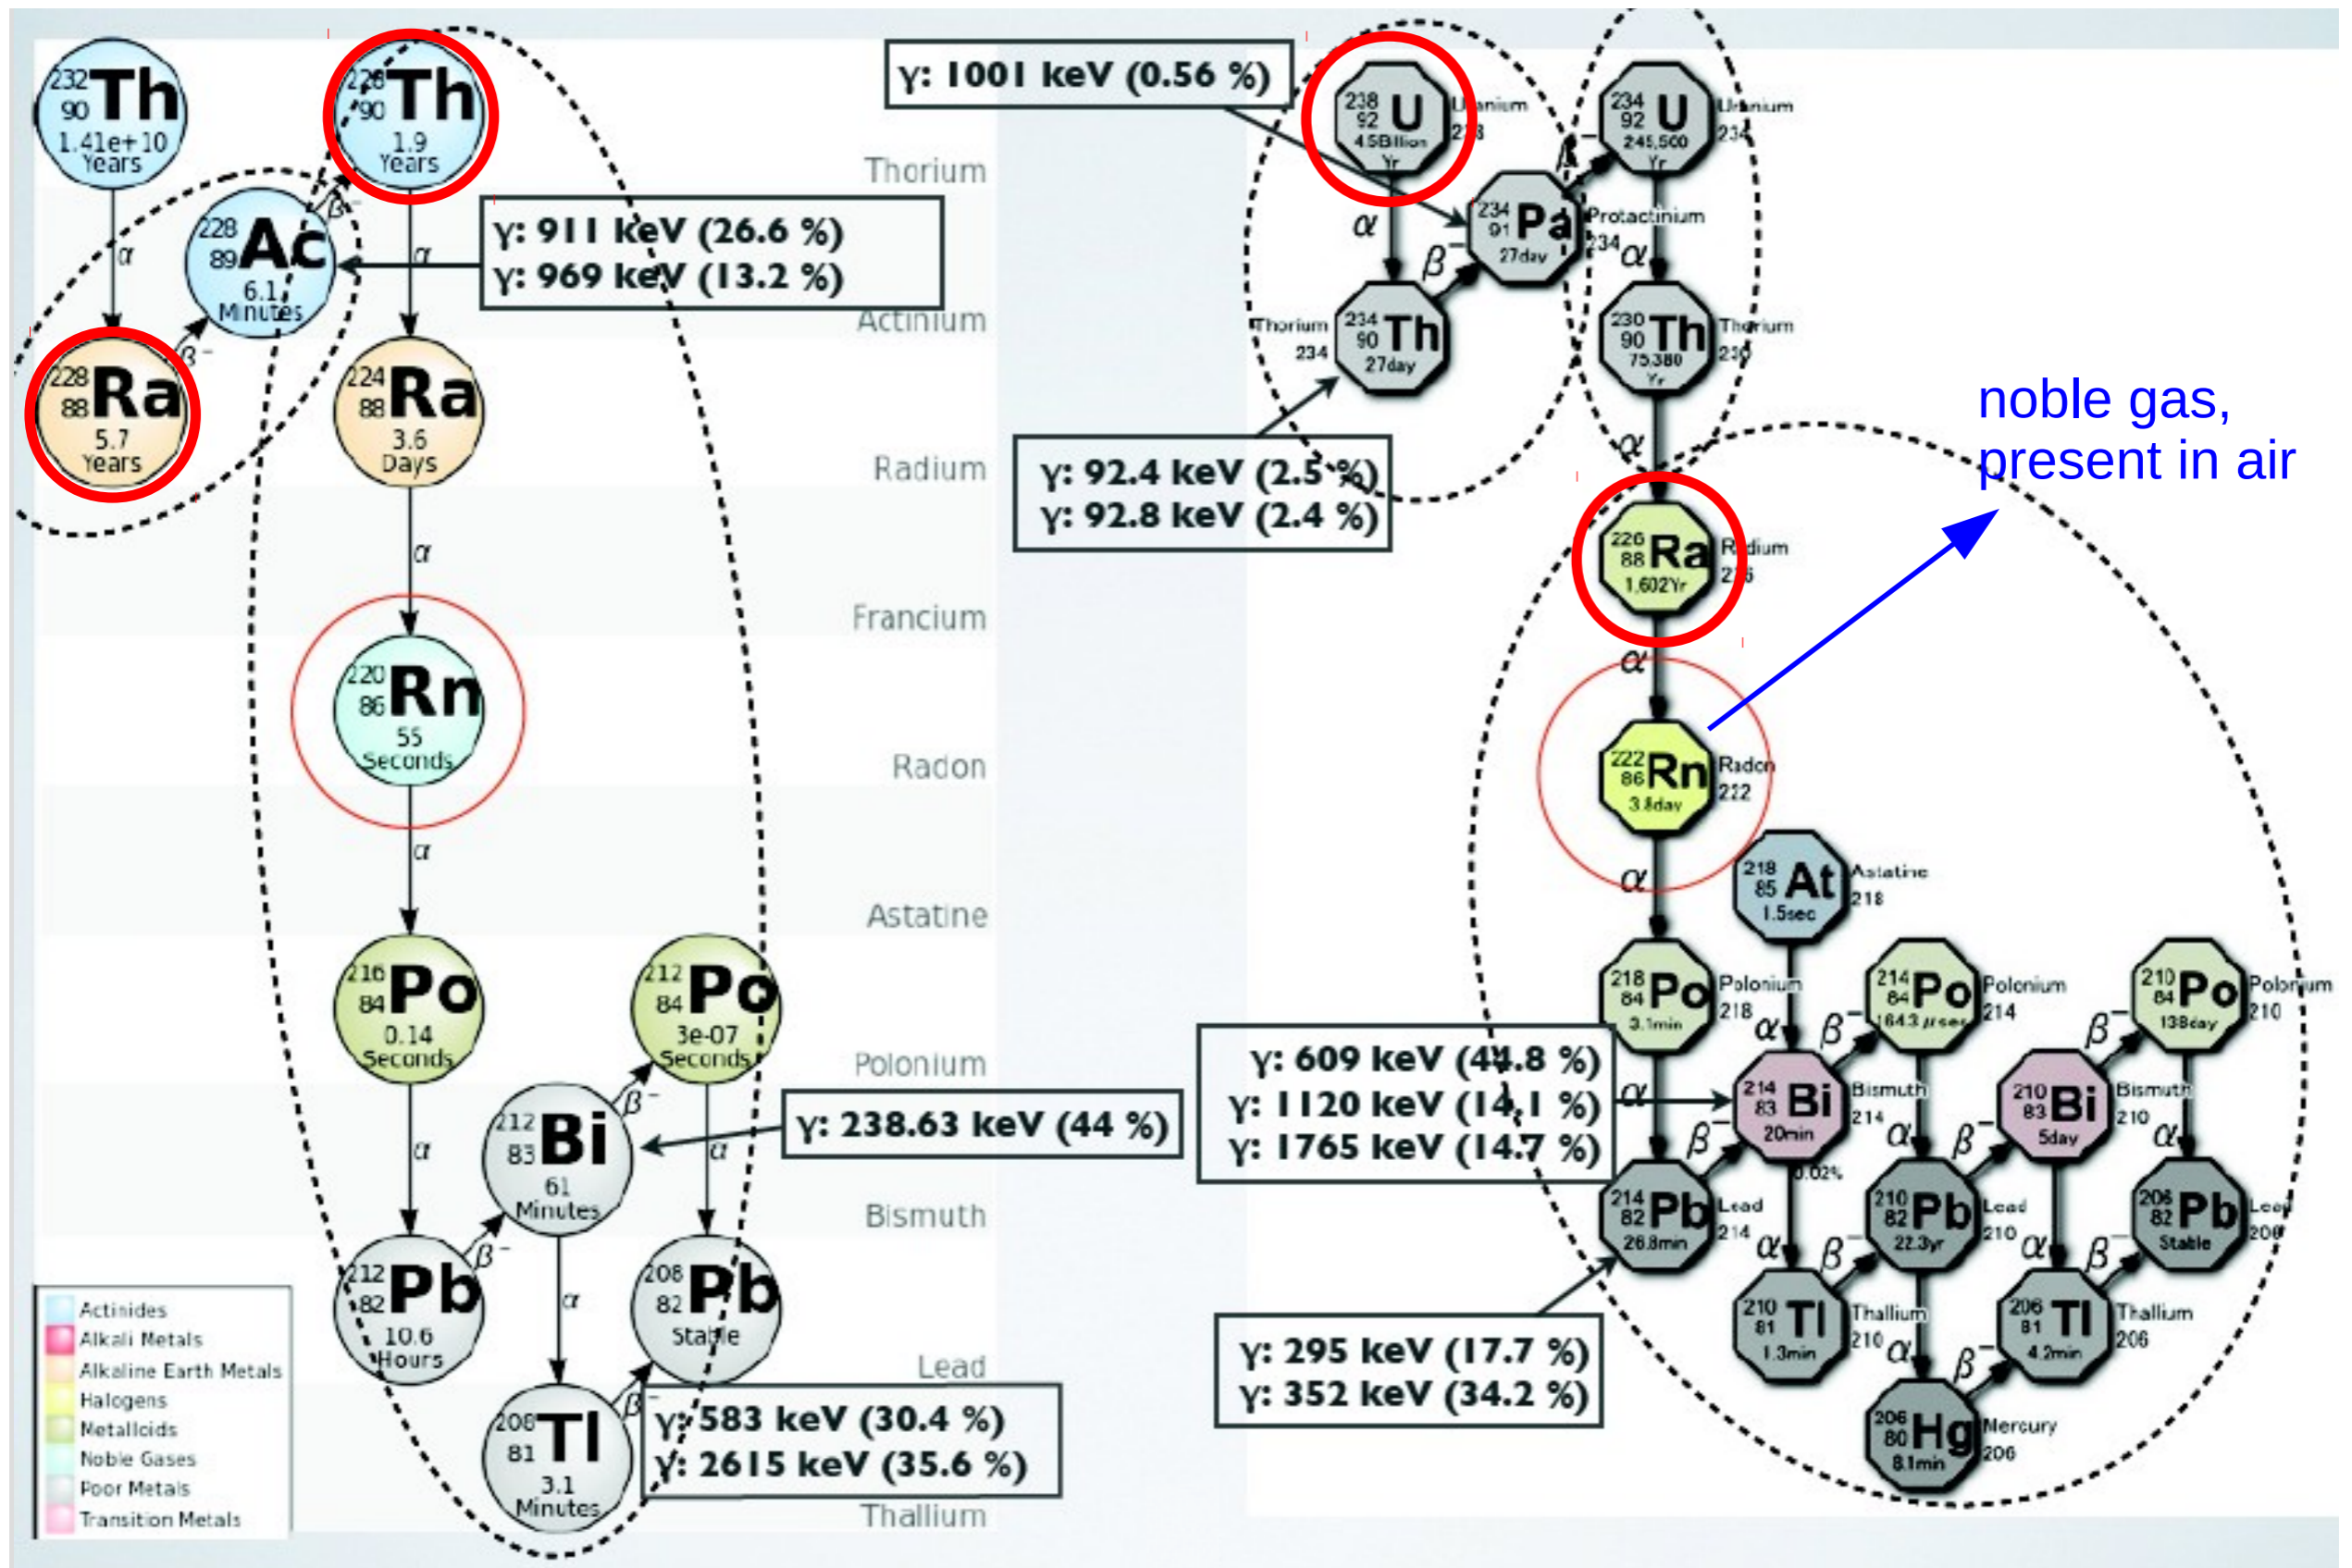 232
90 Th
1.41e+10
Years
228
90 Th
1.9
Years
α
228
89 Ac
6.1
Minutes
β⁻
α
γ: 911 keV (26.6 %)
γ: 969 keV (13.2 %)
228
88 Ra
5.7
Years
β⁻
224
88 Ra
3.6
Days
α
220
86 Rn
55
Seconds
α
216
84 Po
0.14
Seconds
212
84 Po
3e-07
Seconds
α
212
83 Bi
61
Minutes
β⁻
α
γ: 238.63 keV (44 %)
212
82 Pb
10.6
Hours
β⁻
α
208
82 Pb
Stable
208
81 Tl
3.1
Minutes
β⁻
γ: 583 keV (30.4 %)
γ: 2615 keV (35.6 %)
Thorium
Actinium
Radium
Francium
Radon
Astatine
Polonium
Bismuth
Lead
Thallium
Actinides
Alkali Metals
Alkaline Earth Metals
Halogens
Metalloids
Noble Gases
Poor Metals
Transition Metals
γ: 1001 keV (0.56 %)
238
92 U
4.5Billion
Yr
Uranium
238
α
234
91 Pa
27day
Protactinium
234
β⁻
β⁻
234
92 U
245,500
Yr
Uranium
234
α
Thorium
234
234
90 Th
27day
230
90 Th
75,380
Yr
Thorium
230
α
γ: 92.4 keV (2.5 %)
γ: 92.8 keV (2.4 %)
noble gas,
present in air
226
88 Ra
1,602Yr
Radium
226
α
222
86 Rn
3.8day
Radon
222
α
218
85 At
1.5sec
Astatine
218
218
84 Po
3.1min
Polonium
218
α
β⁻
214
84 Po
164.3 μsec
Polonium
214
β⁻
210
84 Po
138day
Polonium
210
γ: 609 keV (44.8 %)
γ: 1120 keV (14.1 %)
γ: 1765 keV (14.7 %)
α
β⁻
214
83 Bi
20min
Bismuth
214
0.02%
α
β⁻
210
83 Bi
5day
Bismuth
210
α
214
82 Pb
26.8min
Lead
214
α
β⁻
210
82 Pb
22.3yr
Lead
210
α
β⁻
206
82 Pb
Stable
Lead
206
γ: 295 keV (17.7 %)
γ: 352 keV (34.2 %)
210
81 Tl
1.3min
Thallium
210
α
β⁻
206
81 Tl
4.2min
Thallium
206
206
80 Hg
8.1min
Mercury
206